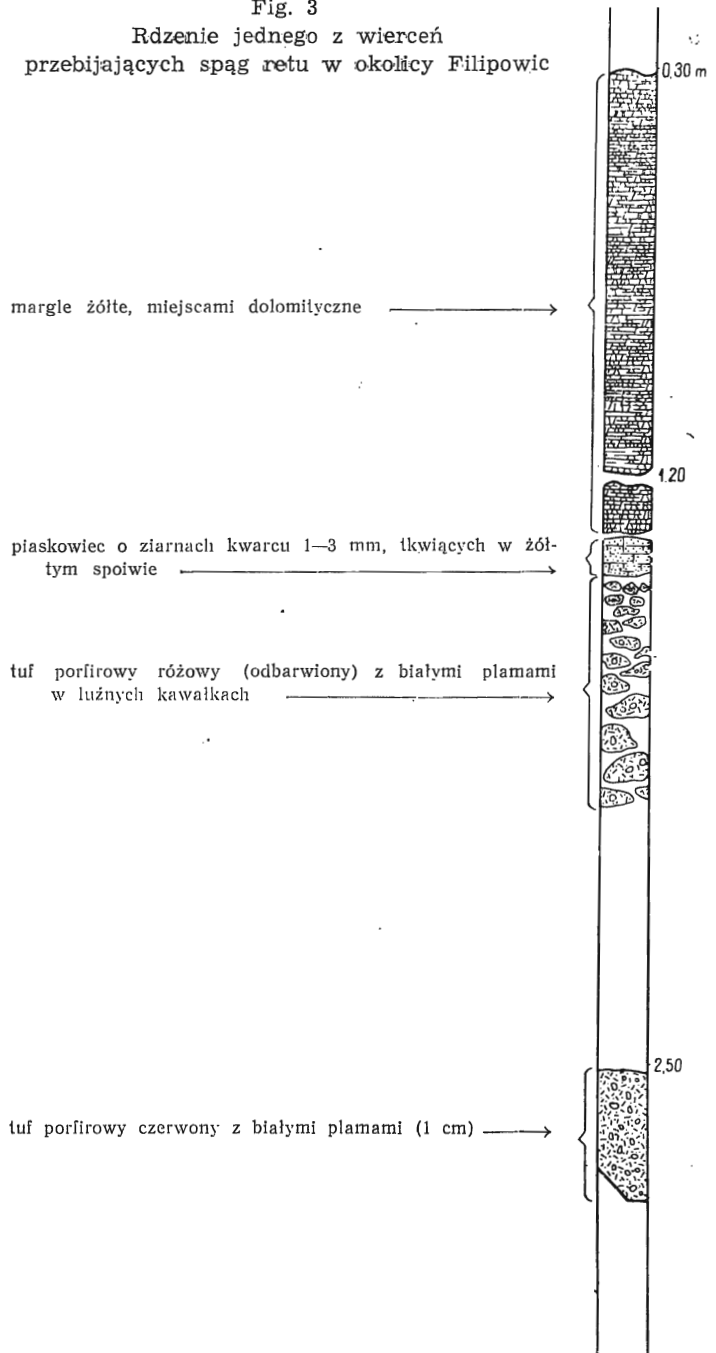 Fig. 3
Rdzenie jednego z wierceń
przebijających spąg retu w okolicy Filipowic
0,30 m
margle żółte, miejscami dolomityczne
1.20
piaskowiec o ziarnach kwarcu 1—3 mm, tkwiących w żół-
tym spoiwie
tuf porfirowy różowy (odbarwiony) z białymi plamami
w luźnych kawałkach
2,50
tuf porfirowy czerwony z białymi plamami (1 cm)